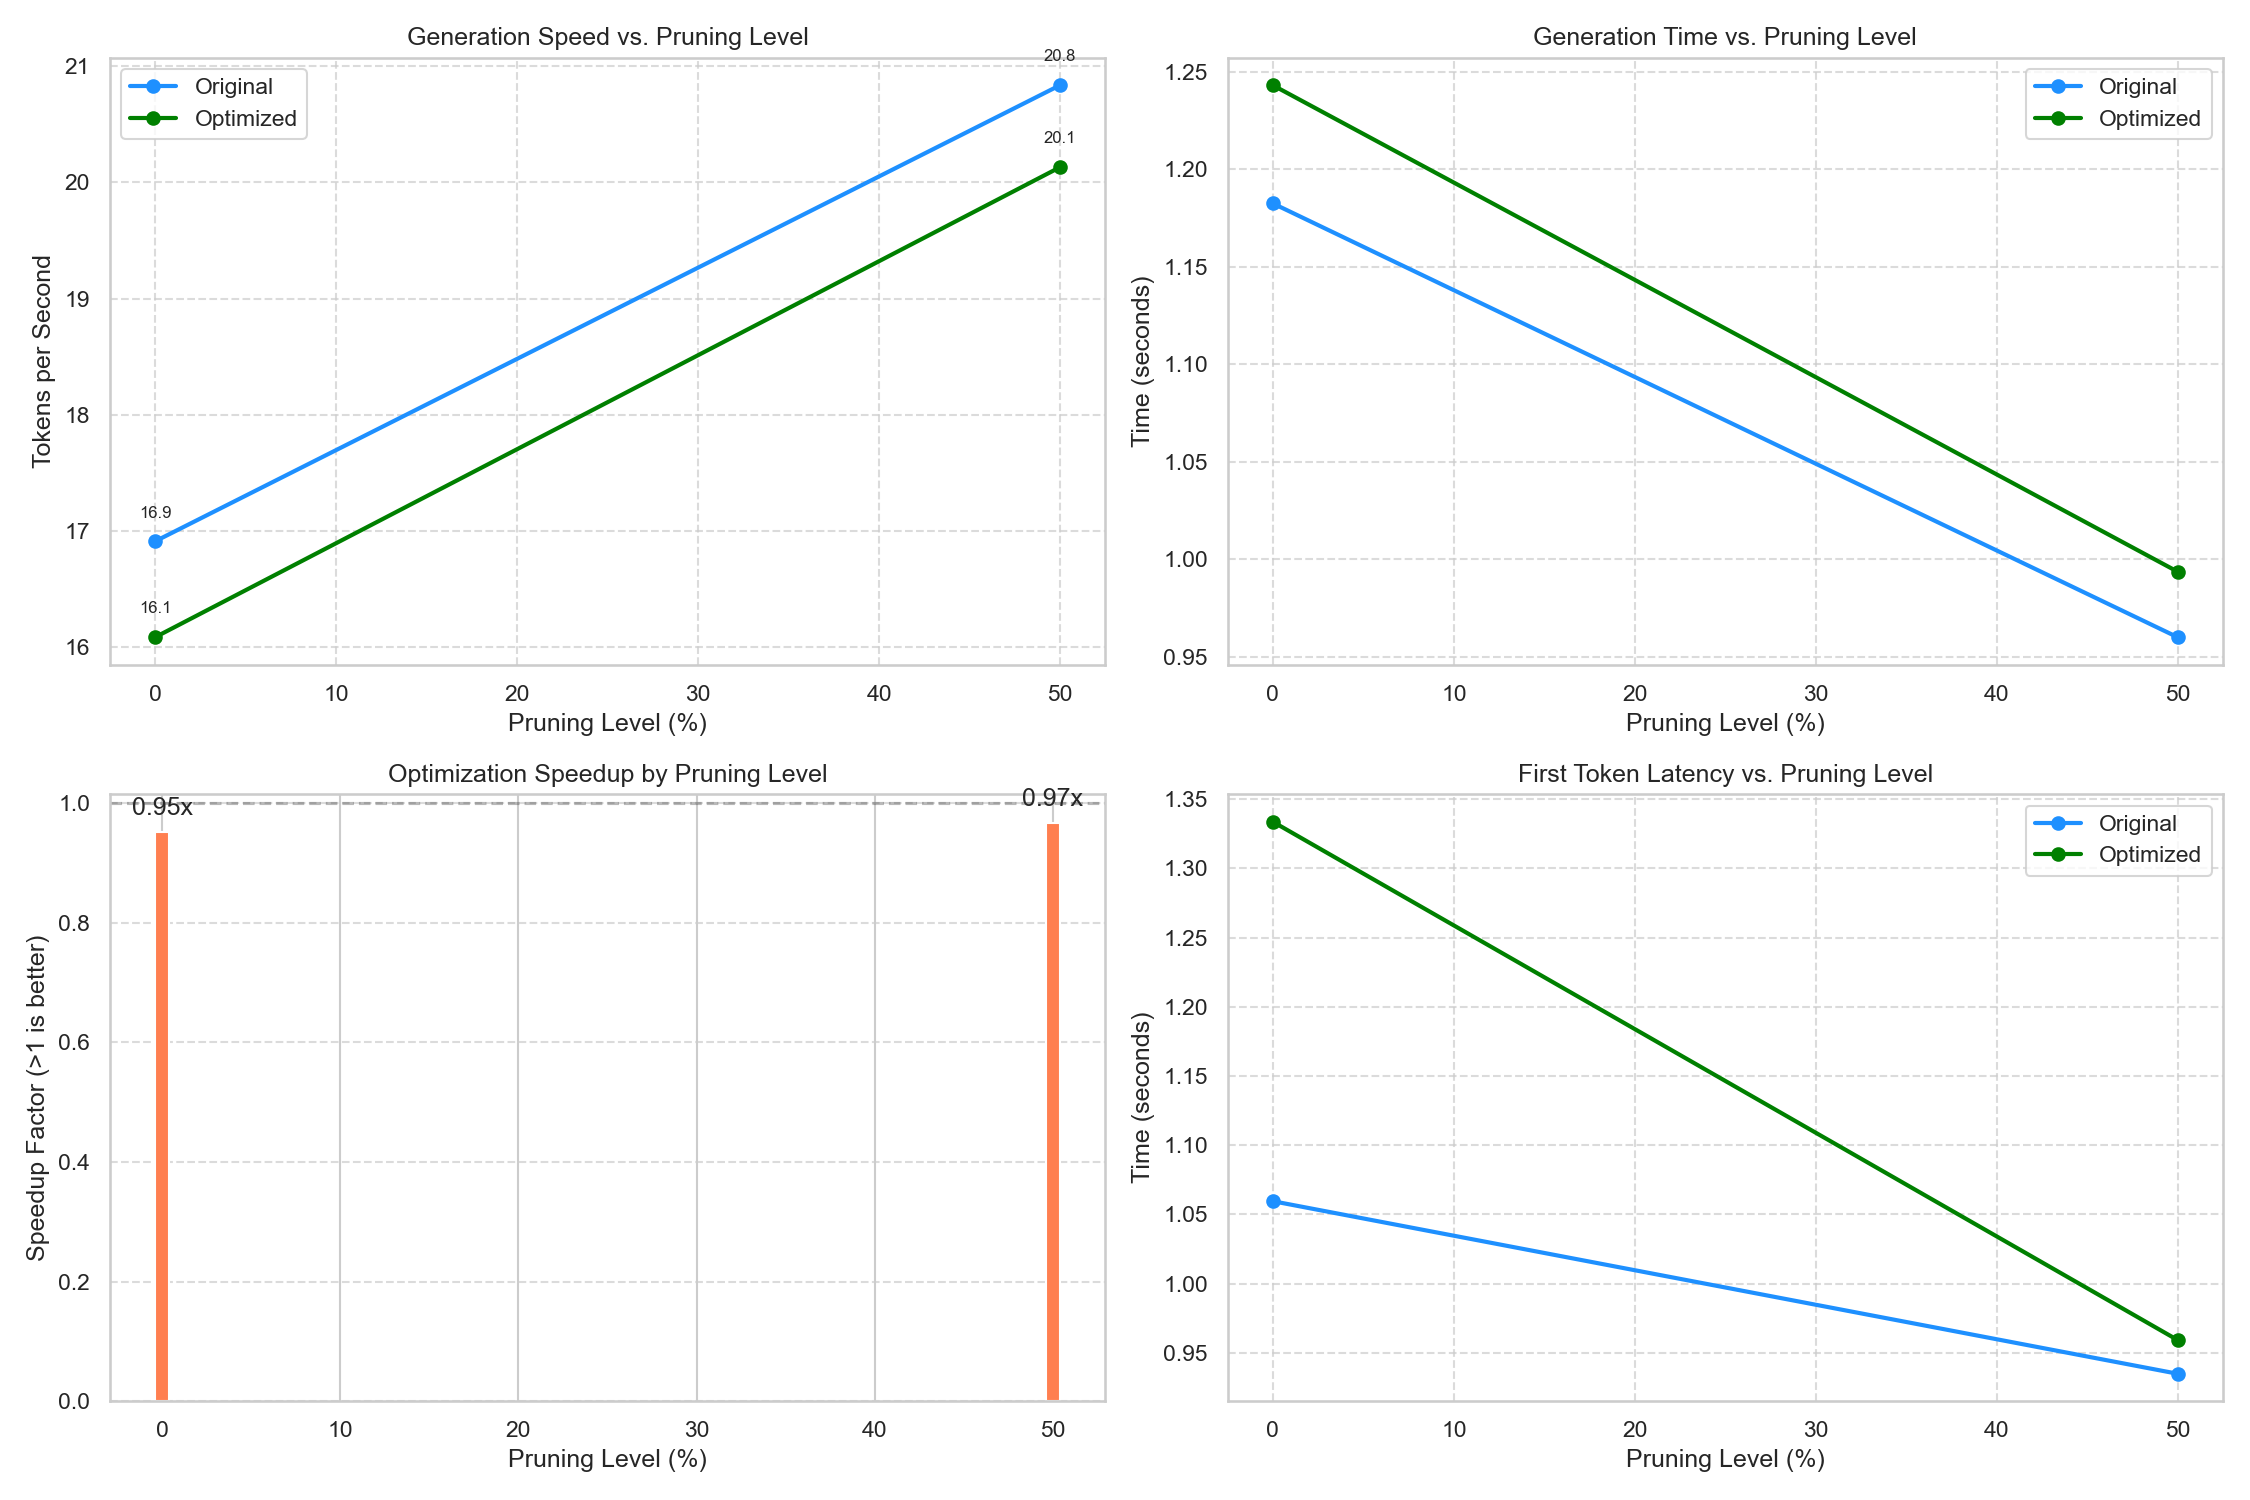 Generation Speed vs. Pruning Level
Tokens per Second
21
20
19
18
17
16
Original
Optimized
16.9
16.1
20.8
20.1
0 10 20 30 40 50
Pruning Level (%)
Generation Time vs. Pruning Level
Time (seconds)
1.25
1.20
1.15
1.10
1.05
1.00
0.95
Original
Optimized
0 10 20 30 40 50
Pruning Level (%)
Optimization Speedup by Pruning Level
Speedup Factor (>1 is better)
1.0
0.8
0.6
0.4
0.2
0.0
0.95x
0.97x
0 10 20 30 40 50
Pruning Level (%)
First Token Latency vs. Pruning Level
Time (seconds)
1.35
1.30
1.25
1.20
1.15
1.10
1.05
1.00
0.95
Original
Optimized
0 10 20 30 40 50
Pruning Level (%)